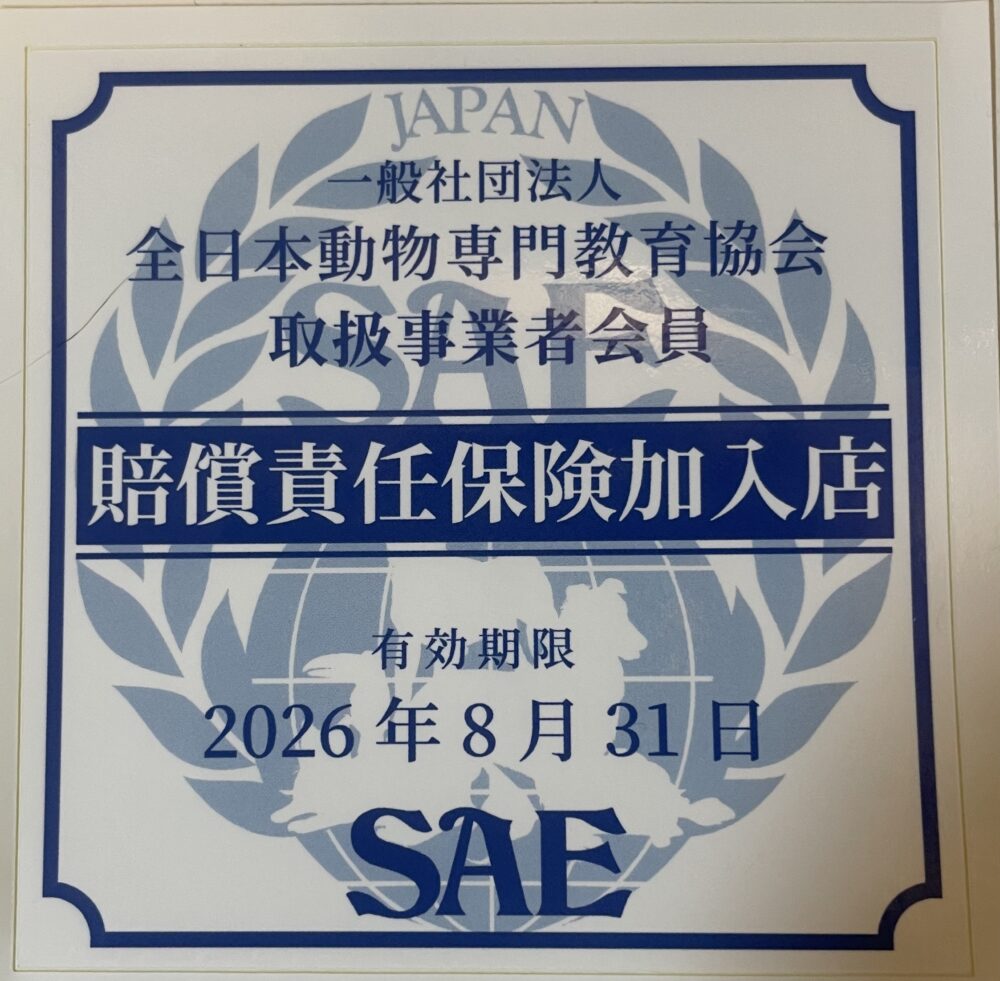 JAPAN
一般社団法人
全日本動物専門教育協会
SAE
取扱事業者会員
賠償責任保険加入店
有効期限
2026年8月31日
SAE